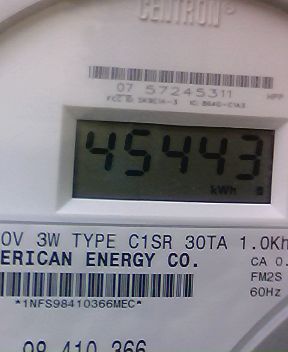 CENTRON®
07 57245311
45443
kWh
0V 3W TYPE C1SR 30TA 1.0Kh
ERICAN ENERGY CO.
CA 0.
FM2S
60Hz
*1NFS98410366MEC*
98 410 366